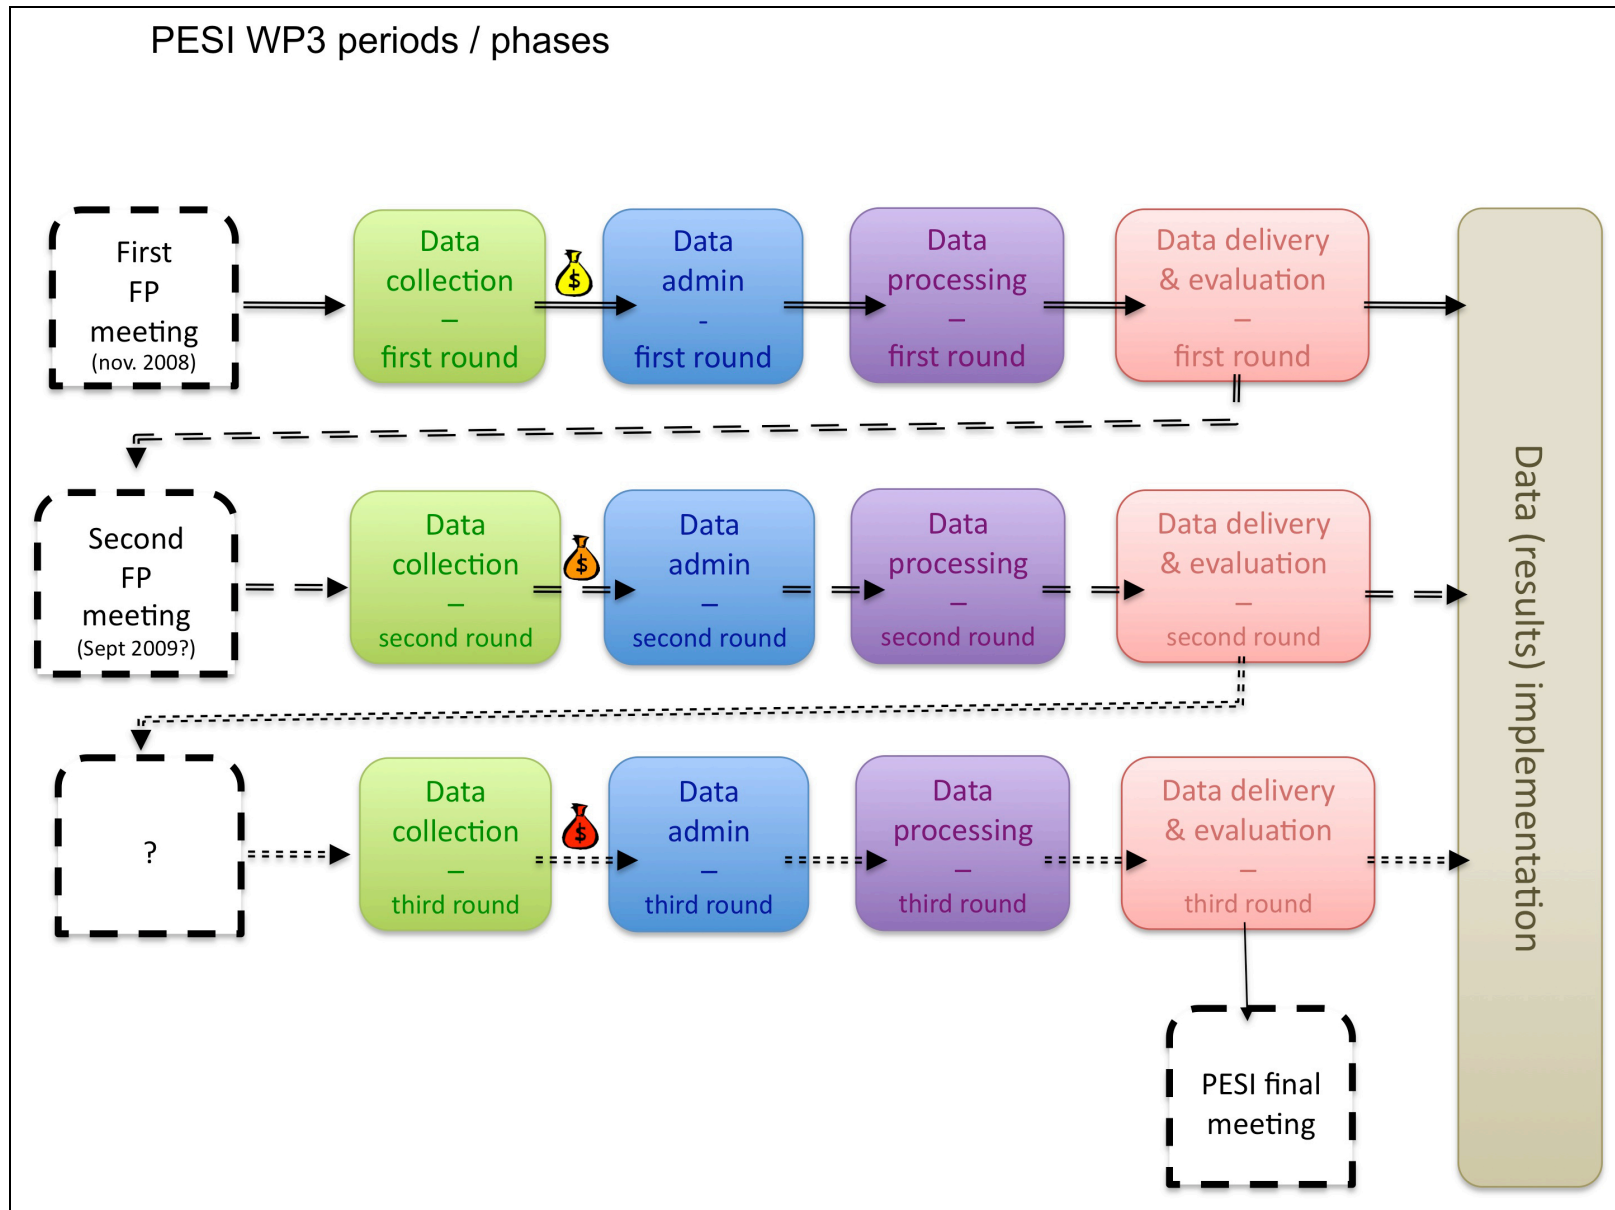 PESI WP3 periods / phases
First
FP
meeting
(nov. 2008)
Data
collection
–
first round
$
Data
admin
-
first round
Data
processing
–
first round
Data delivery
& evaluation
–
first round
Second
FP
meeting
(Sept 2009?)
Data
collection
–
second round
$
Data
admin
–
second round
Data
processing
–
second round
Data delivery
& evaluation
–
second round
?
Data
collection
–
third round
$
Data
admin
–
third round
Data
processing
–
third round
Data delivery
& evaluation
–
third round
PESI final
meeting
Data (results) implementation